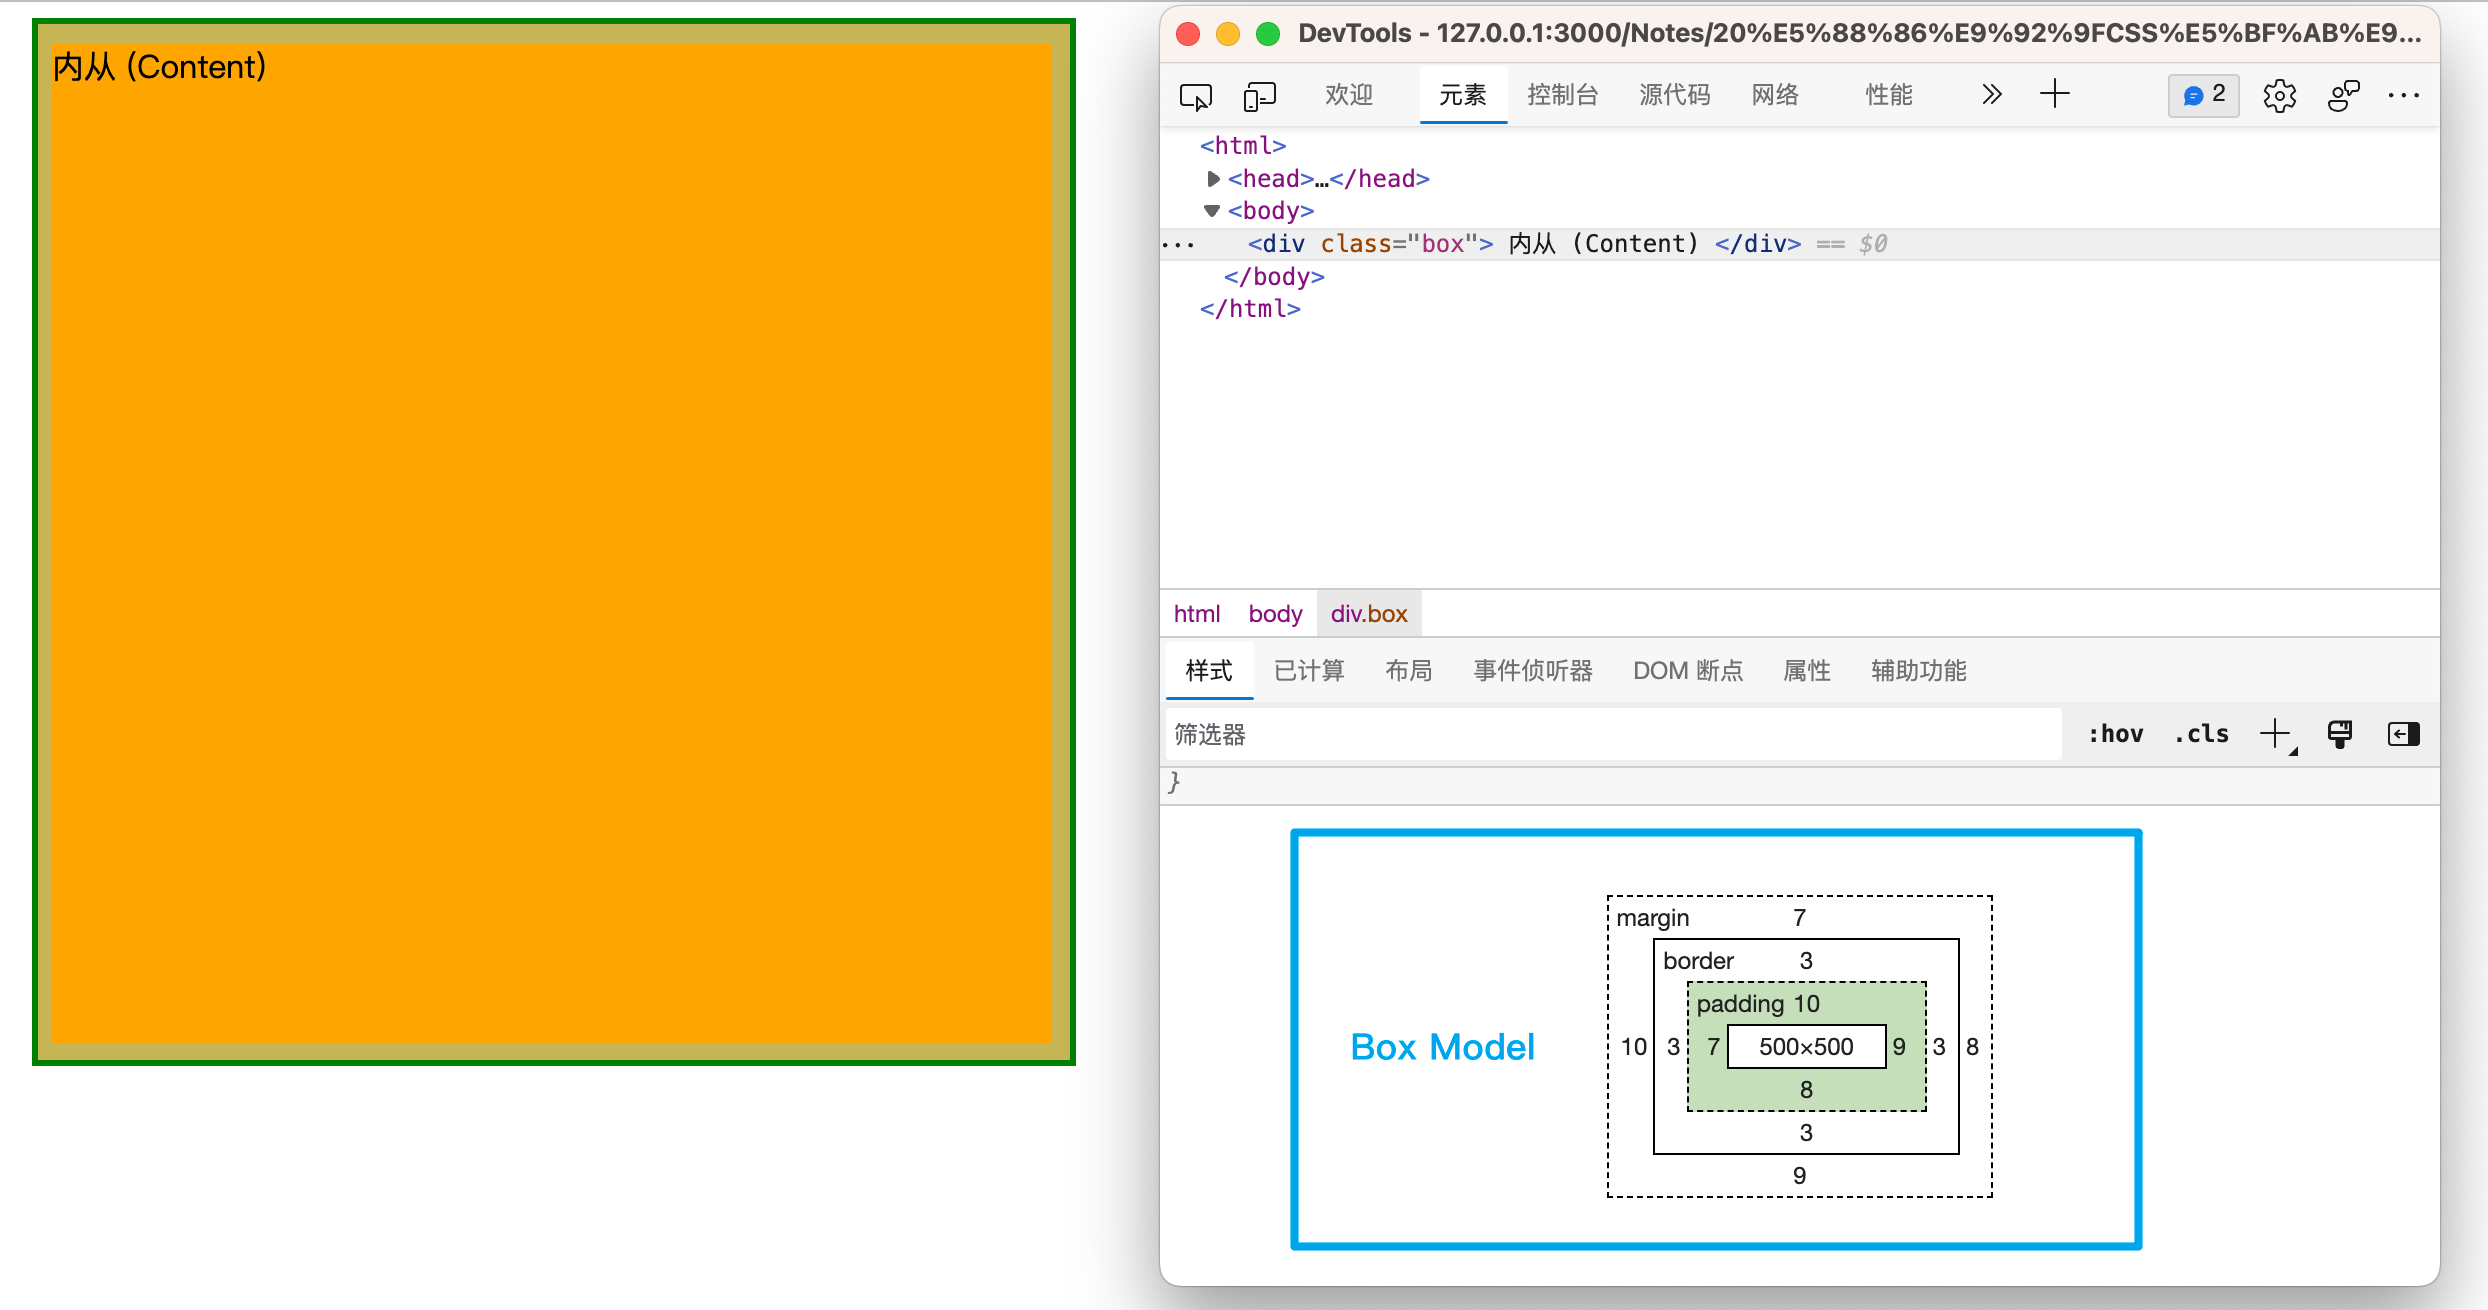 内从 (Content)
DevTools - 127.0.0.1:3000/Notes/20%E5%88%86%E9%92%9FCSS%E5%BF%AB%E9...
欢迎 元素 控制台 源代码 网络 性能 2
<html>
<head>…</head>
<body>
<div class="box"> 内从 (Content) </div> == $0
</body>
</html>
html body div.box
样式 已计算 布局 事件侦听器 DOM 断点 属性 辅助功能
筛选器 :hov .cls
}
margin 7
border 3
padding 10
Box Model 10 3 7 500×500 9 3 8
8
3
9